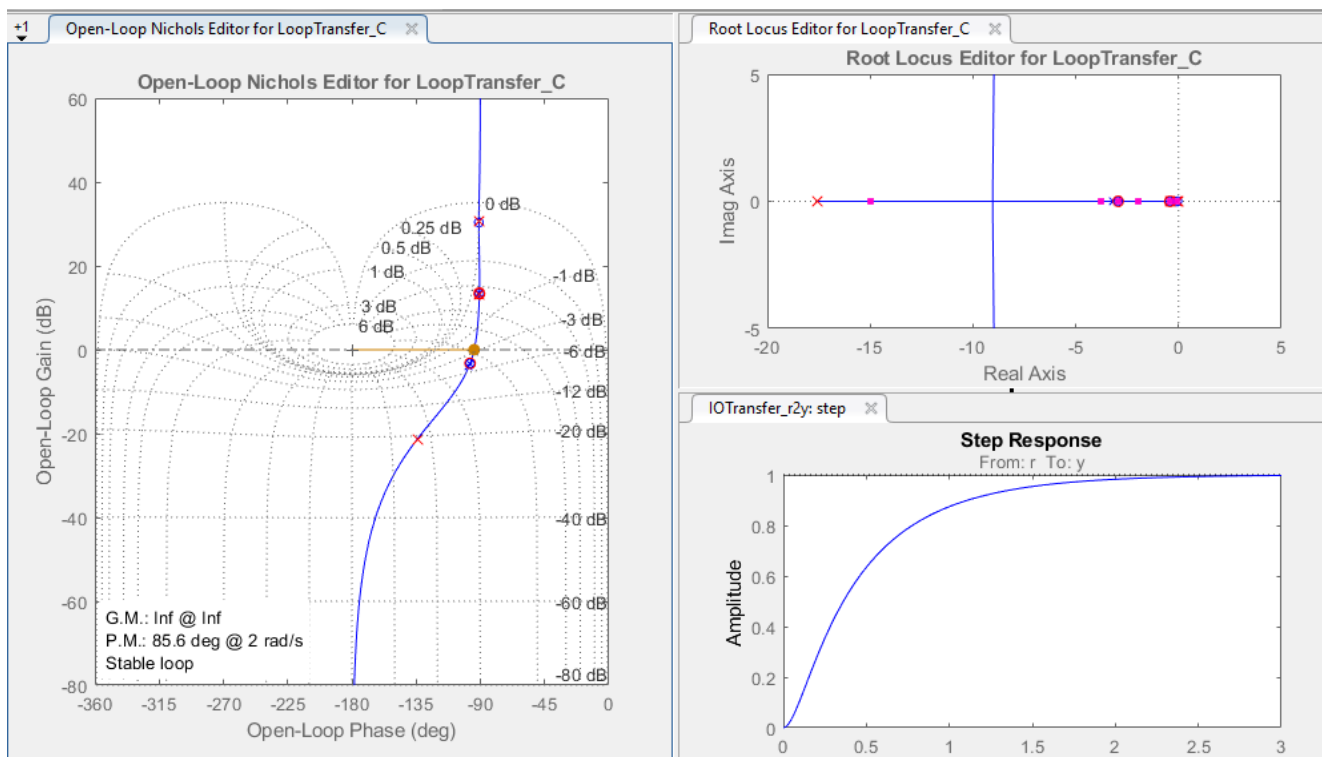 +1
Open-Loop Nichols Editor for LoopTransfer_C
Open-Loop Nichols Editor for LoopTransfer_C
Open-Loop Gain (dB)
60
40
20
0
-20
-40
-60
-80
0 dB
0.25 dB
0.5 dB
1 dB
3 dB
6 dB
-1 dB
-3 dB
-6 dB
-12 dB
-20 dB
-40 dB
-60 dB
-80 dB
G.M.: Inf @ Inf
P.M.: 85.6 deg @ 2 rad/s
Stable loop
-360 -315 -270 -225 -180 -135 -90 -45 0
Open-Loop Phase (deg)
Root Locus Editor for LoopTransfer_C
Root Locus Editor for LoopTransfer_C
Imag Axis
5
0
-5
-20 -15 -10 -5 0 5
Real Axis
IOTransfer_r2y: step
Step Response
From: r To: y
Amplitude
1
0.8
0.6
0.4
0.2
0
0 0.5 1 1.5 2 2.5 3